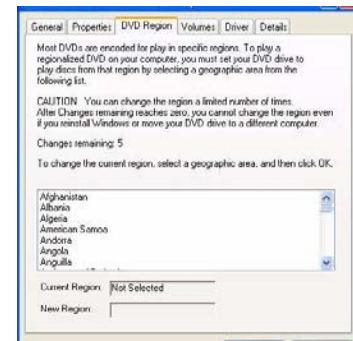 General Properties DVD Region Volumes Driver Details
Most DVDs are encoded for play in specific regions. To play a
regionalized DVD on your computer, you must set your DVD drive to
play discs from that region by selecting a geographic area from the
following list.
CAUTION You can change the region a limited number of times.
After Changes remaining reaches zero, you cannot change the region even
if you reinstall Windows or move your DVD drive to a different computer.
Changes remaining: 5
To change the current region, select a geographic area, and then click OK.
Afghanistan
Albania
Algeria
American Samoa
Andorra
Angola
Anguilla
Current Region: Not Selected
New Region: